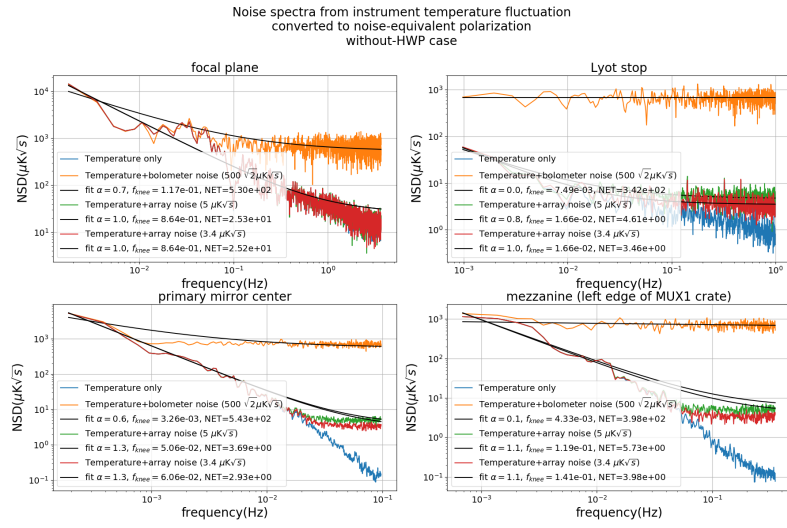 Noise spectra from instrument temperature fluctuation
converted to noise-equivalent polarization
without-HWP case
focal plane
NSD(μK√s)
10⁴
10³
10²
10¹
Temperature only
Temperature+bolometer noise (500 √2μK√s)
fit α = 0.7, f_knee = 1.17e-01, NET=5.30e+02
Temperature+array noise (5 μK√s)
fit α = 1.0, f_knee = 8.64e-01, NET=2.53e+01
Temperature+array noise (3.4 μK√s)
fit α = 1.0, f_knee = 8.64e-01, NET=2.52e+01
10⁻² 10⁻¹ 10⁰
frequency(Hz)
Lyot stop
NSD(μK√s)
10³
10²
10¹
10⁰
Temperature only
Temperature+bolometer noise (500 √2μK√s)
fit α = 0.0, f_knee = 7.49e-03, NET=3.42e+02
Temperature+array noise (5 μK√s)
fit α = 0.8, f_knee = 1.66e-02, NET=4.61e+00
Temperature+array noise (3.4 μK√s)
fit α = 1.0, f_knee = 1.66e-02, NET=3.46e+00
10⁻³ 10⁻² 10⁻¹ 10⁰
frequency(Hz)
primary mirror center
NSD(μK√s)
10³
10²
10¹
10⁰
10⁻¹
Temperature only
Temperature+bolometer noise (500 √2μK√s)
fit α = 0.6, f_knee = 3.26e-03, NET=5.43e+02
Temperature+array noise (5 μK√s)
fit α = 1.3, f_knee = 5.06e-02, NET=3.69e+00
Temperature+array noise (3.4 μK√s)
fit α = 1.3, f_knee = 6.06e-02, NET=2.93e+00
10⁻³ 10⁻² 10⁻¹
frequency(Hz)
mezzanine (left edge of MUX1 crate)
NSD(μK√s)
10³
10²
10¹
10⁰
10⁻¹
Temperature only
Temperature+bolometer noise (500 √2μK√s)
fit α = 0.1, f_knee = 4.33e-03, NET=3.98e+02
Temperature+array noise (5 μK√s)
fit α = 1.1, f_knee = 1.19e-01, NET=5.73e+00
Temperature+array noise (3.4 μK√s)
fit α = 1.1, f_knee = 1.41e-01, NET=3.98e+00
10⁻³ 10⁻² 10⁻¹ 10⁰
frequency(Hz)